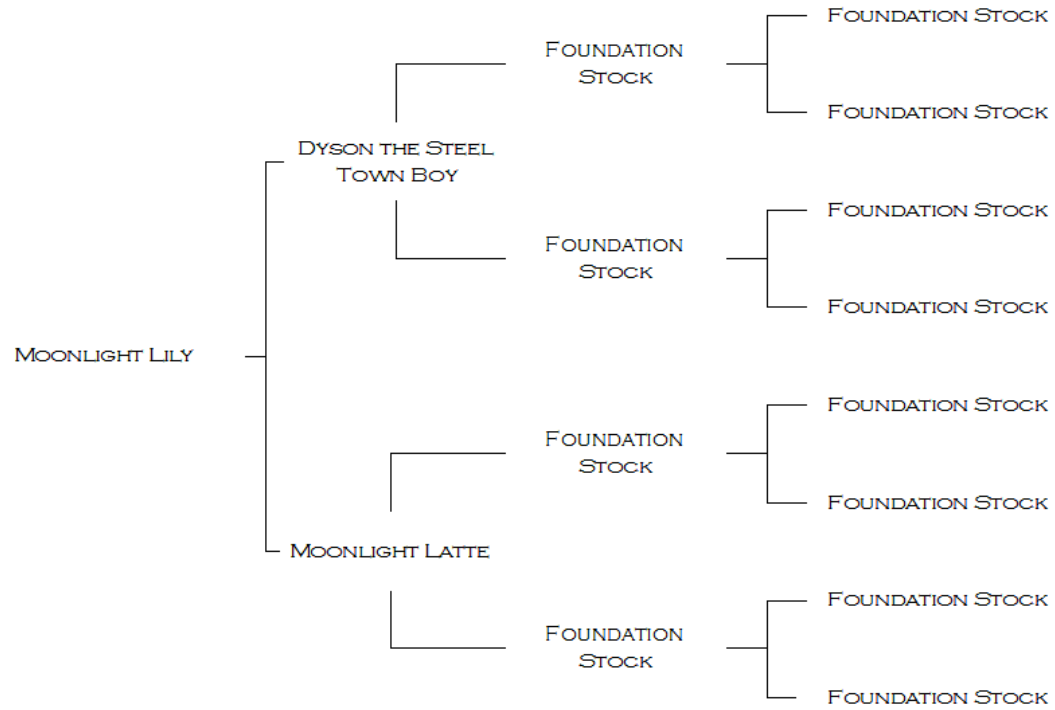 Foundation Stock
Foundation
Stock
Foundation Stock
Dyson the Steel
Town Boy
Foundation Stock
Foundation
Stock
Foundation Stock
Moonlight Lily
Foundation Stock
Foundation
Stock
Foundation Stock
Moonlight Latte
Foundation Stock
Foundation
Stock
Foundation Stock